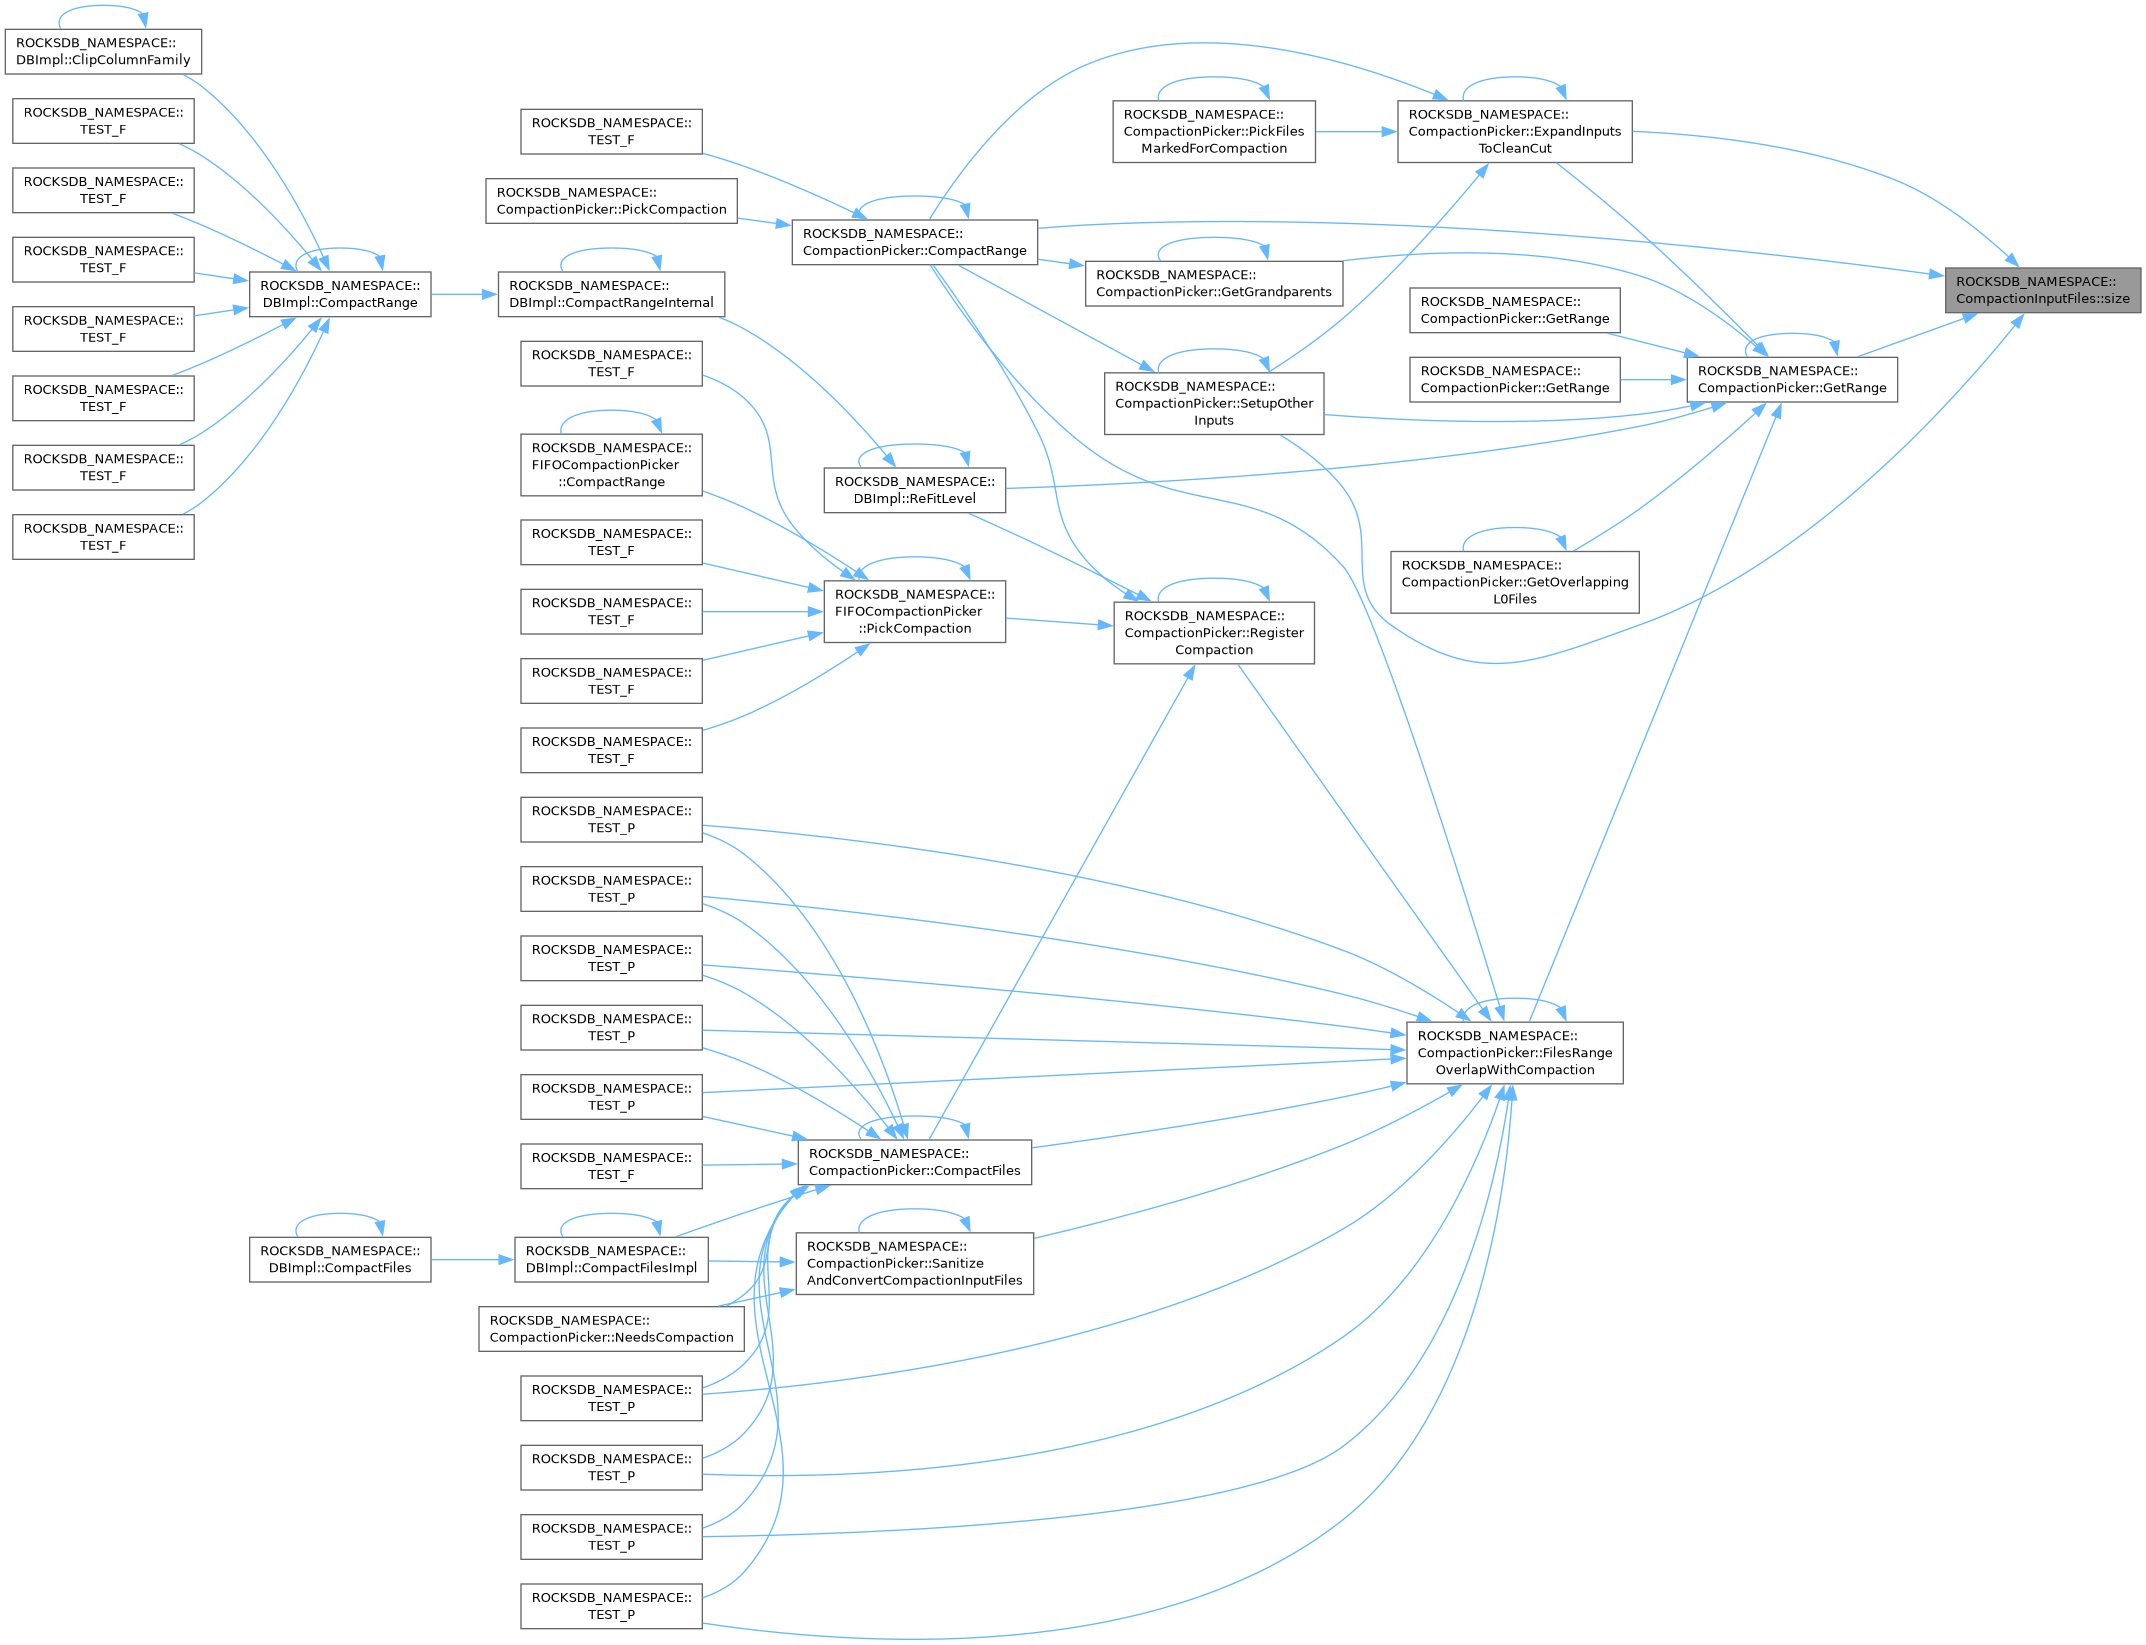 ROCKSDB_NAMESPACE::
DBImpl::ClipColumnFamily
ROCKSDB_NAMESPACE::
TEST_F
ROCKSDB_NAMESPACE::
TEST_F
ROCKSDB_NAMESPACE::
TEST_F
ROCKSDB_NAMESPACE::
TEST_F
ROCKSDB_NAMESPACE::
TEST_F
ROCKSDB_NAMESPACE::
TEST_F
ROCKSDB_NAMESPACE::
TEST_F
ROCKSDB_NAMESPACE::
DBImpl::CompactRange
ROCKSDB_NAMESPACE::
DBImpl::CompactFiles
ROCKSDB_NAMESPACE::
TEST_F
ROCKSDB_NAMESPACE::
CompactionPicker::PickCompaction
ROCKSDB_NAMESPACE::
DBImpl::CompactRangeInternal
ROCKSDB_NAMESPACE::
TEST_F
ROCKSDB_NAMESPACE::
FIFOCompactionPicker
::CompactRange
ROCKSDB_NAMESPACE::
TEST_F
ROCKSDB_NAMESPACE::
TEST_F
ROCKSDB_NAMESPACE::
TEST_F
ROCKSDB_NAMESPACE::
TEST_F
ROCKSDB_NAMESPACE::
TEST_P
ROCKSDB_NAMESPACE::
TEST_P
ROCKSDB_NAMESPACE::
TEST_P
ROCKSDB_NAMESPACE::
TEST_P
ROCKSDB_NAMESPACE::
TEST_P
ROCKSDB_NAMESPACE::
TEST_F
ROCKSDB_NAMESPACE::
DBImpl::CompactFilesImpl
ROCKSDB_NAMESPACE::
CompactionPicker::NeedsCompaction
ROCKSDB_NAMESPACE::
TEST_P
ROCKSDB_NAMESPACE::
TEST_P
ROCKSDB_NAMESPACE::
TEST_P
ROCKSDB_NAMESPACE::
TEST_P
ROCKSDB_NAMESPACE::
CompactionPicker::CompactRange
ROCKSDB_NAMESPACE::
DBImpl::ReFitLevel
ROCKSDB_NAMESPACE::
FIFOCompactionPicker
::PickCompaction
ROCKSDB_NAMESPACE::
CompactionPicker::CompactFiles
ROCKSDB_NAMESPACE::
CompactionPicker::Sanitize
AndConvertCompactionInputFiles
ROCKSDB_NAMESPACE::
CompactionPicker::PickFiles
MarkedForCompaction
ROCKSDB_NAMESPACE::
CompactionPicker::GetGrandparents
ROCKSDB_NAMESPACE::
CompactionPicker::SetupOther
Inputs
ROCKSDB_NAMESPACE::
CompactionPicker::Register
Compaction
ROCKSDB_NAMESPACE::
CompactionPicker::ExpandInputs
ToCleanCut
ROCKSDB_NAMESPACE::
CompactionPicker::GetRange
ROCKSDB_NAMESPACE::
CompactionPicker::GetRange
ROCKSDB_NAMESPACE::
CompactionPicker::GetOverlapping
L0Files
ROCKSDB_NAMESPACE::
CompactionPicker::FilesRange
OverlapWithCompaction
ROCKSDB_NAMESPACE::
CompactionPicker::GetRange
ROCKSDB_NAMESPACE::
CompactionInputFiles::size